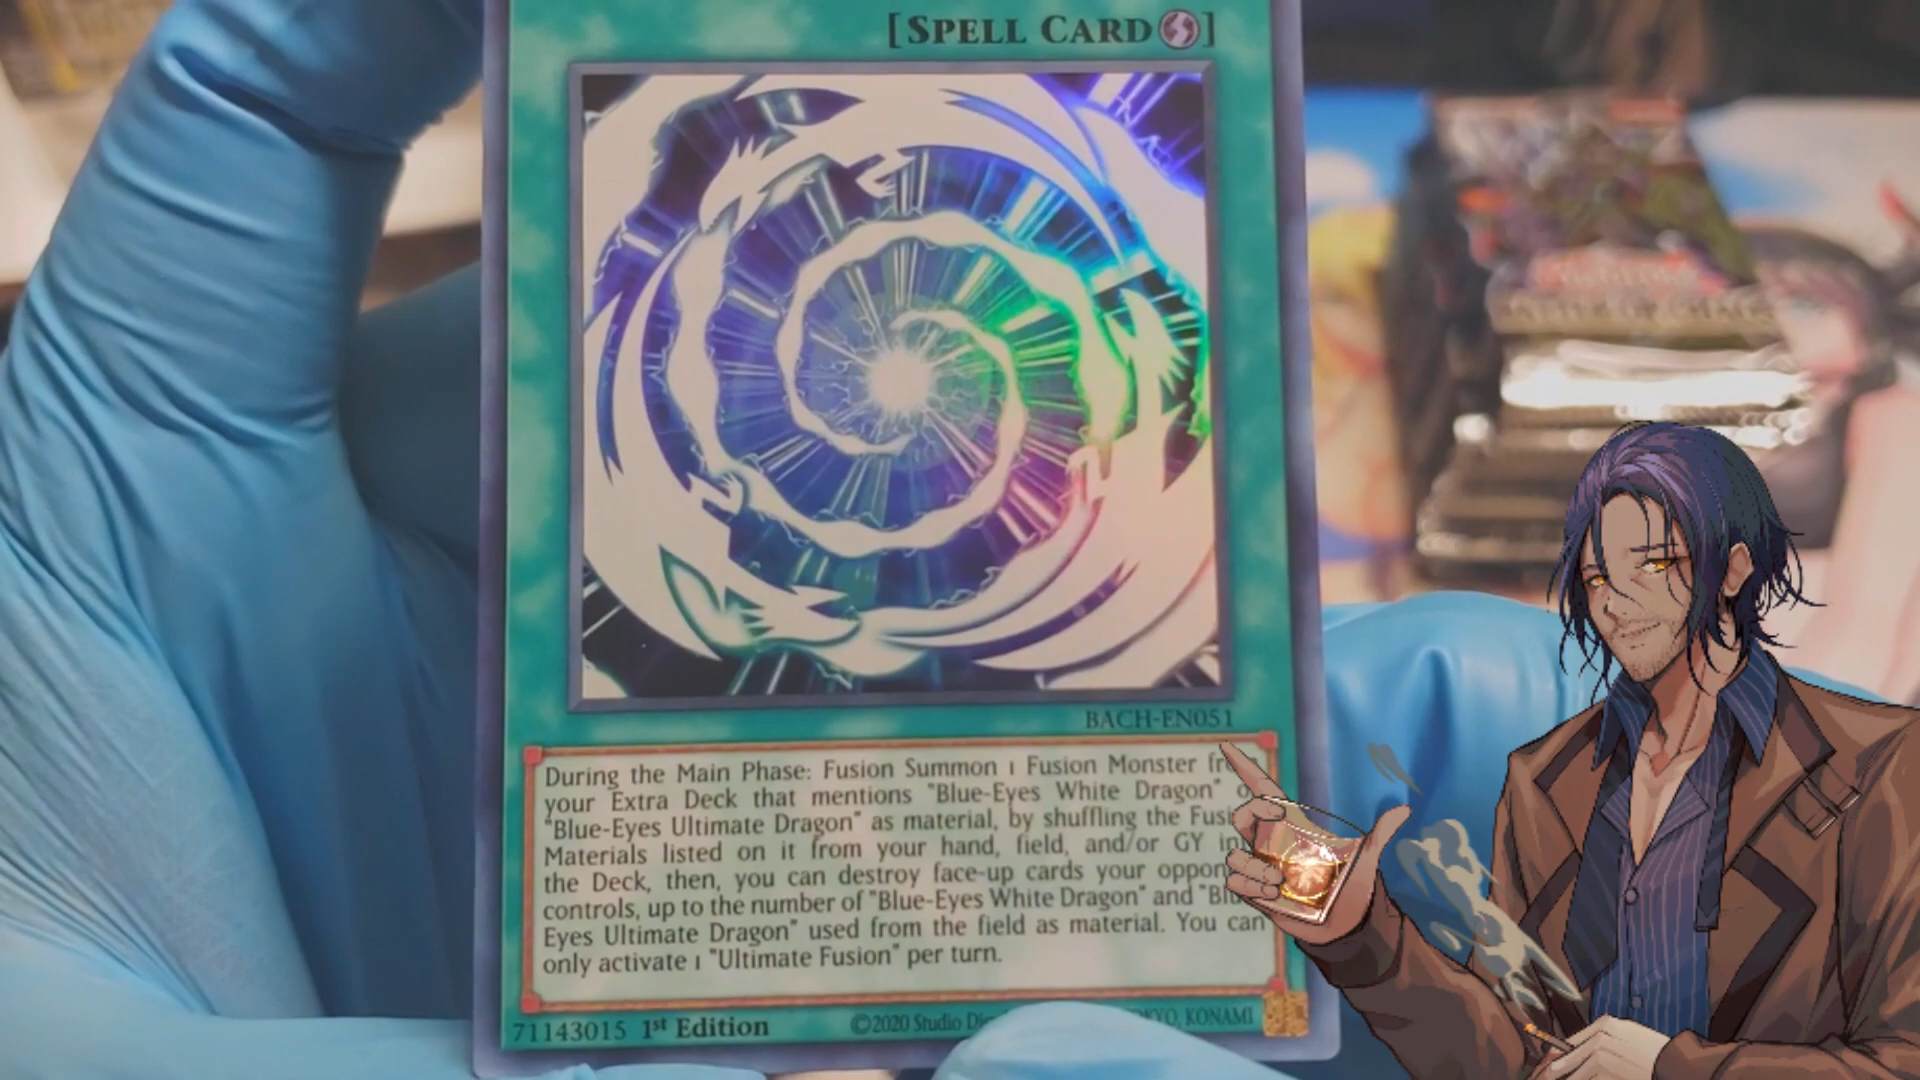 [SPELL CARD]
BACH-EN051
During the Main Phase: Fusion Summon 1 Fusion Monster
your Extra Deck that mentions "Blue-Eyes White Dragon"
"Blue-Eyes Ultimate Dragon" as material, by shuffling the
Materials listed on it from your hand, field, and/or GY
the Deck, then, you can destroy face-up cards your
controls, up to the number of "Blue-Eyes White Dragon" and
Eyes Ultimate Dragon" used from the field as material. You can
only activate 1 "Ultimate Fusion" per turn.
71143015 1st Edition ©2020 Studio KONAMI